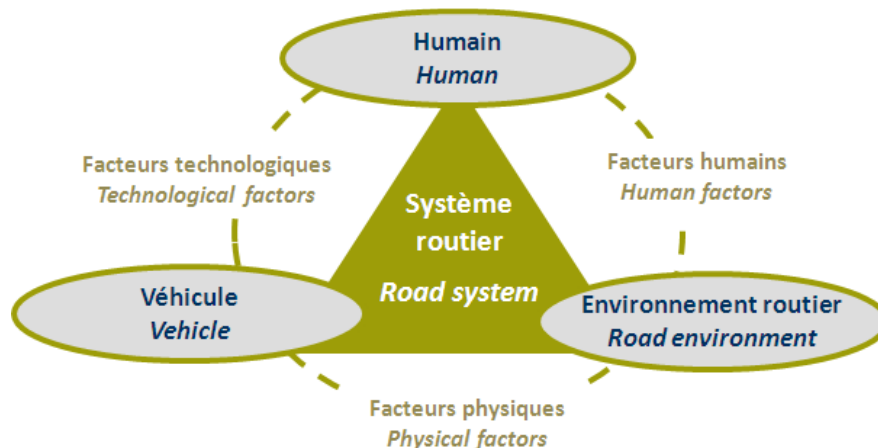 Humain
Human
Facteurs technologiques
Technological factors
Facteurs humains
Human factors
Système
routier
Road system
Véhicule
Vehicle
Environnement routier
Road environment
Facteurs physiques
Physical factors